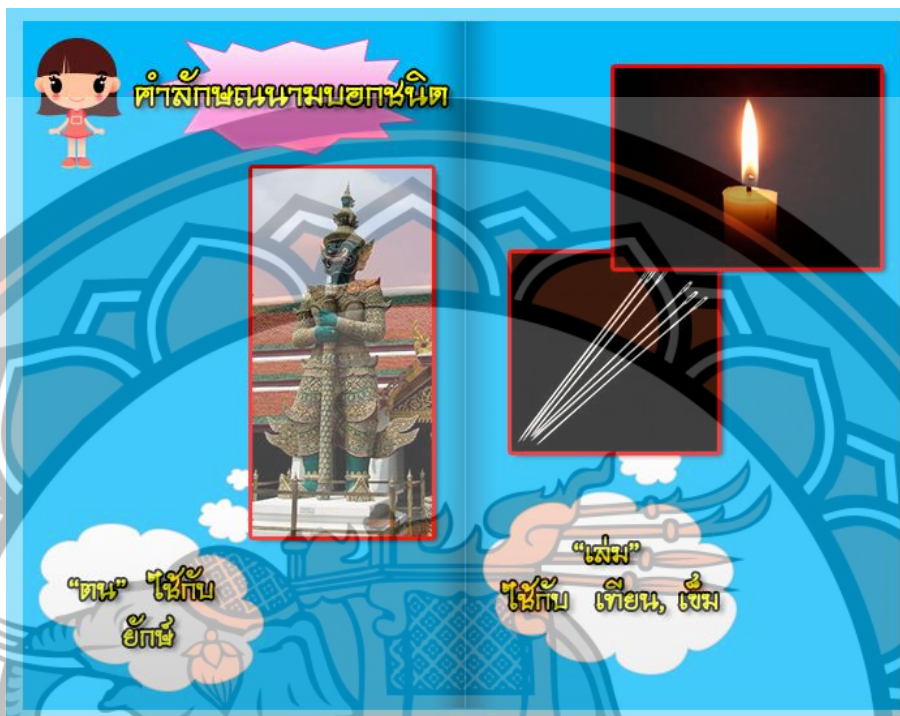 คำลักษณนามบอกชนิด
“ตน” ใช้กับ
ยักษ์
“เล่ม”
ใช้กับ เทียน, เข็ม